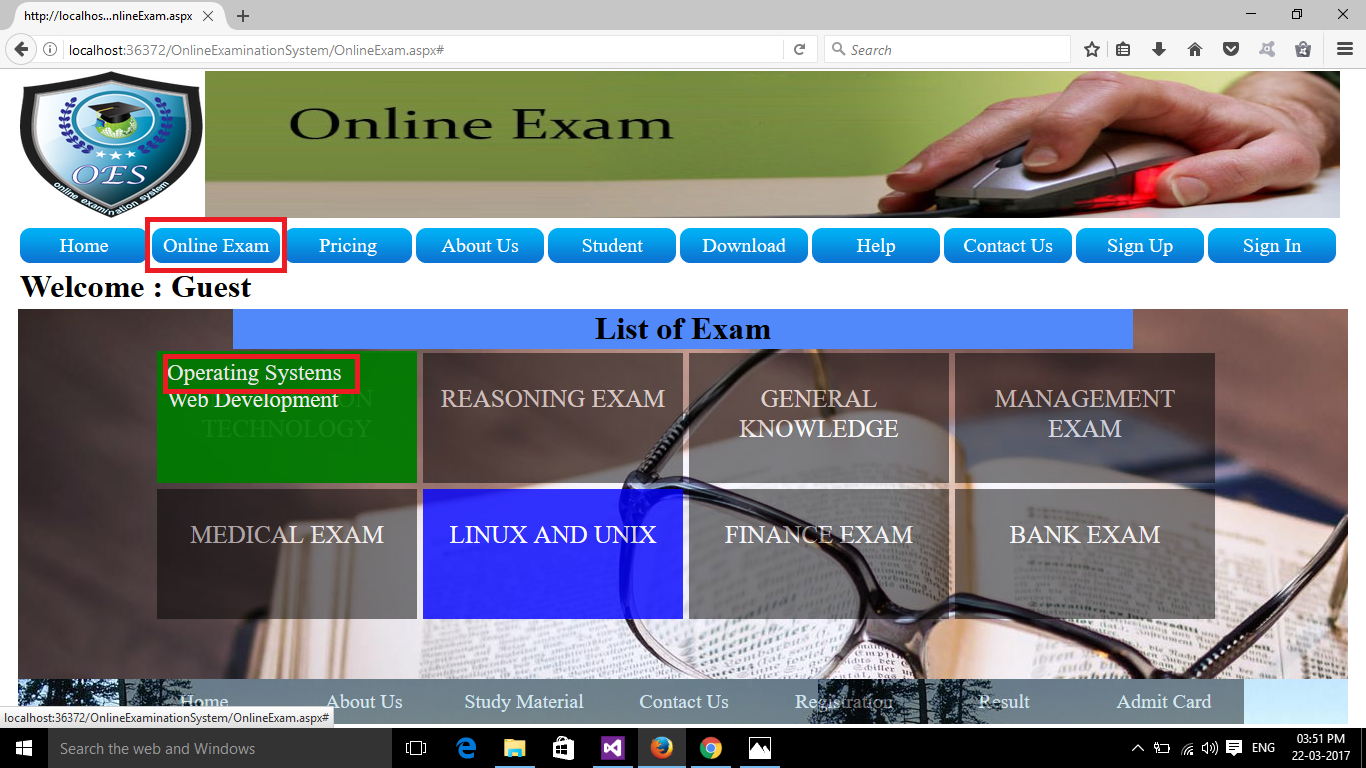 http://localhos...nlineExam.aspx
localhost:36372/OnlineExaminationSystem/OnlineExam.aspx#
Search
OES
online examination system
Online Exam
Home
Online Exam
Pricing
About Us
Student
Download
Help
Contact Us
Sign Up
Sign In
Welcome : Guest
List of Exam
Operating Systems
Web Development
TECHNOLOGY
REASONING EXAM
GENERAL
KNOWLEDGE
MANAGEMENT
EXAM
MEDICAL EXAM
LINUX AND UNIX
FINANCE EXAM
BANK EXAM
Home
About Us
Study Material
Contact Us
Registration
Result
Admit Card
localhost:36372/OnlineExaminationSystem/OnlineExam.aspx#
Search the web and Windows
ENG
03:51 PM
22-03-2017